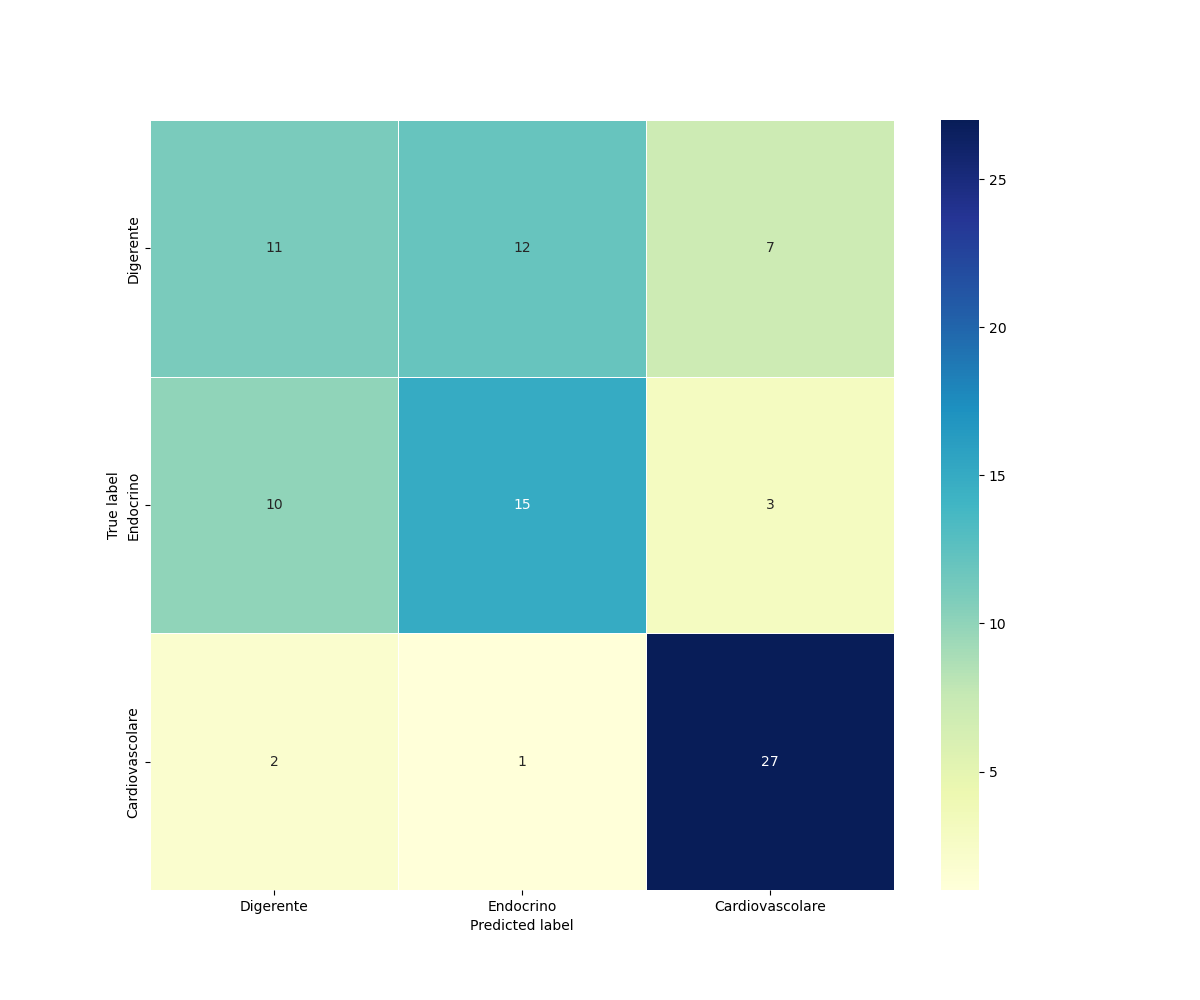 Digerente
11 12 7
25
20
True label
Endocrino
10 15 3
15
10
Cardiovascolare
2 1 27
5
Digerente Endocrino Cardiovascolare
Predicted label